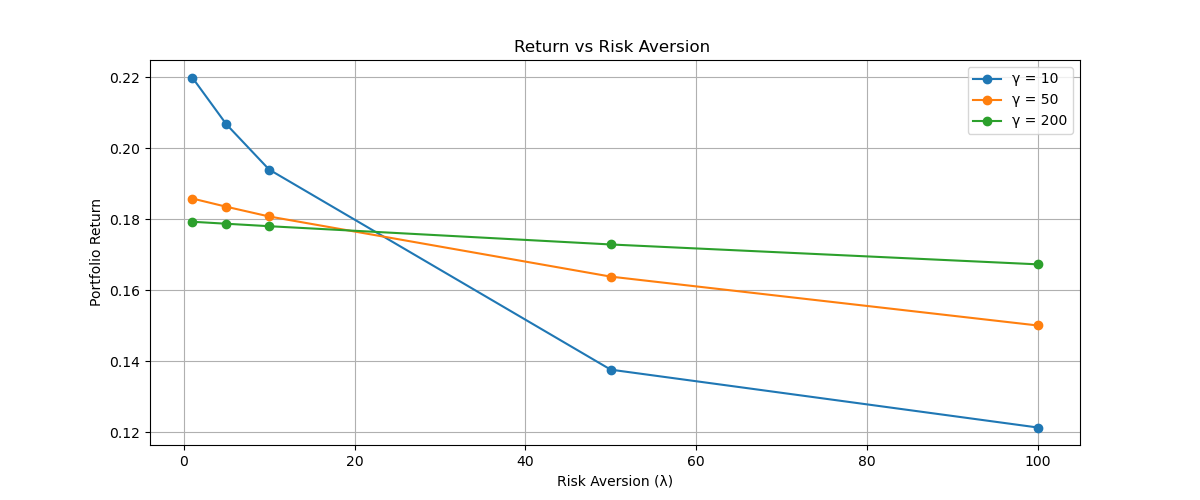 Return vs Risk Aversion
γ = 10
γ = 50
γ = 200
Portfolio Return
0.22
0.20
0.18
0.16
0.14
0.12
0 20 40 60 80 100
Risk Aversion (λ)